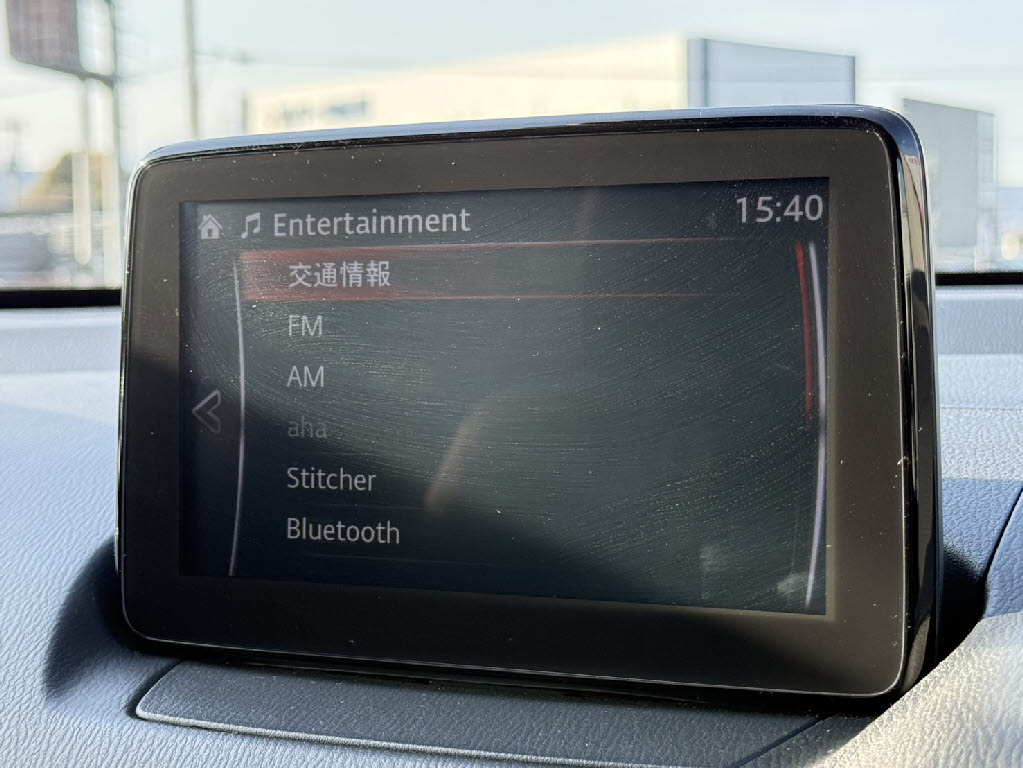 Entertainment 15:40
交通情報
FM
AM
aha
Stitcher
Bluetooth